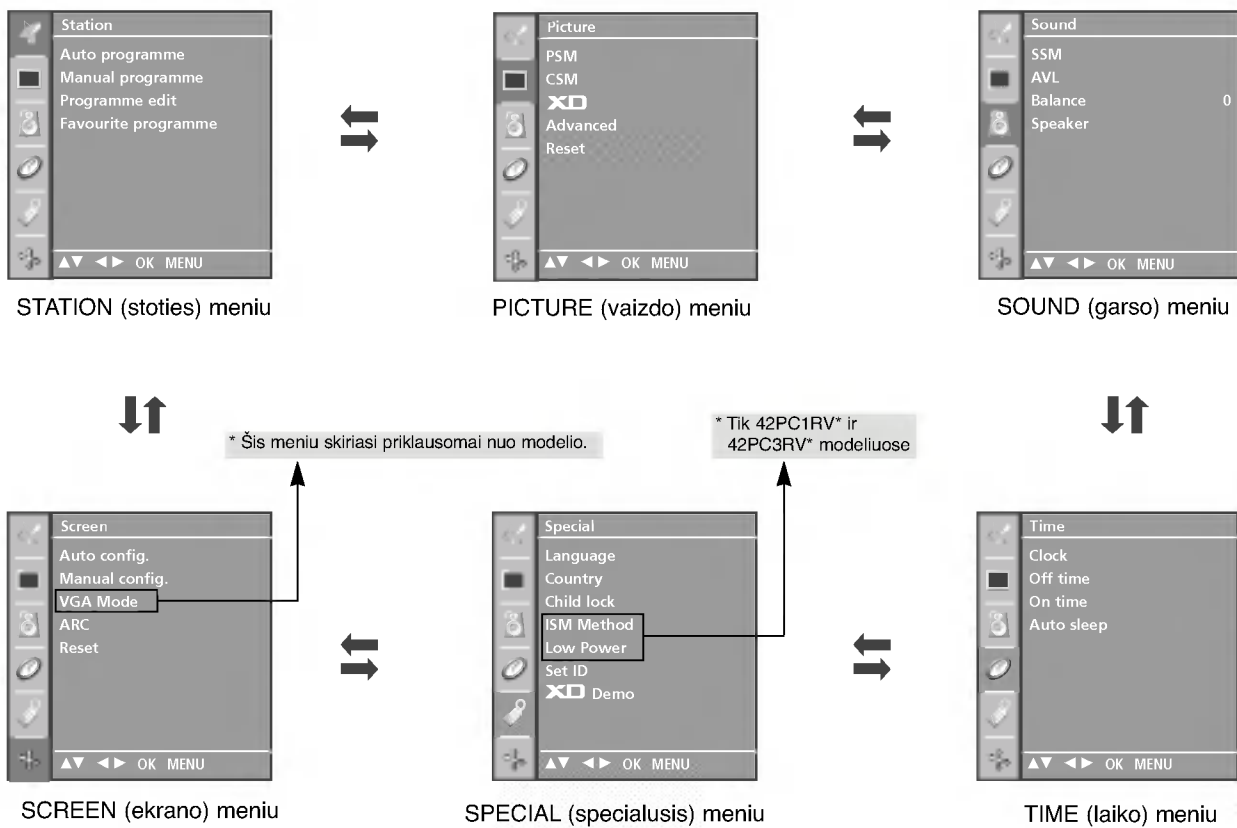 Station
Auto programme
Manual programme
Programme edit
Favourite programme
▲▼ ◄► OK MENU
STATION (stoties) meniu
Picture
PSM
CSM
XD
Advanced
Reset
▲▼ ◄► OK MENU
PICTURE (vaizdo) meniu
Sound
SSM
AVL
Balance 0
Speaker
▲▼ ◄► OK MENU
SOUND (garso) meniu
* Šis meniu skiriasi priklausomai nuo modelio.
* Tik 42PC1RV* ir
42PC3RV* modeliuose
Screen
Auto config.
Manual config.
VGA Mode
ARC
Reset
▲▼ ◄► OK MENU
SCREEN (ekrano) meniu
Special
Language
Country
Child lock
ISM Method
Low Power
Set ID
XD Demo
▲▼ ◄► OK MENU
SPECIAL (specialusis) meniu
Time
Clock
Off time
On time
Auto sleep
▲▼ ◄► OK MENU
TIME (laiko) meniu